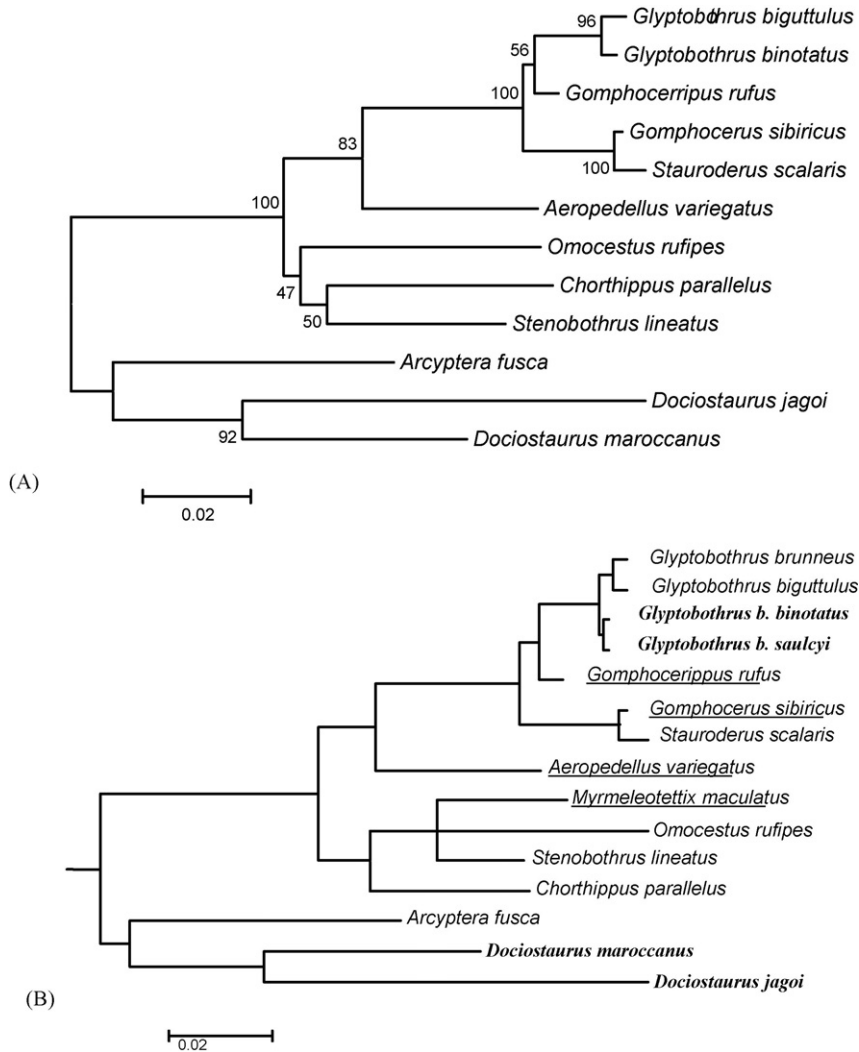 Glyptobothrus biguttulus
96
Glyptobothrus binotatus
56
Gomphocerripus rufus
100
Gomphocerus sibiricus
100
Stauroderus scalaris
83
Aeropedellus variegatus
100
Omocestus rufipes
47
Chorthippus parallelus
50
Stenobothrus lineatus
Arcyptera fusca
Dociostaurus jagoi
92
Dociostaurus maroccanus
(A)
0.02
Glyptobothrus brunneus
Glyptobothrus biguttulus
Glyptobothrus b. binotatus
Glyptobothrus b. saulcyi
Gomphocerippus rufus
Gomphocerus sibiricus
Stauroderus scalaris
Aeropedellus variegatus
Myrmeleotettix maculatus
Omocestus rufipes
Stenobothrus lineatus
Chorthippus parallelus
Arcyptera fusca
Dociostaurus maroccanus
Dociostaurus jagoi
(B)
0.02